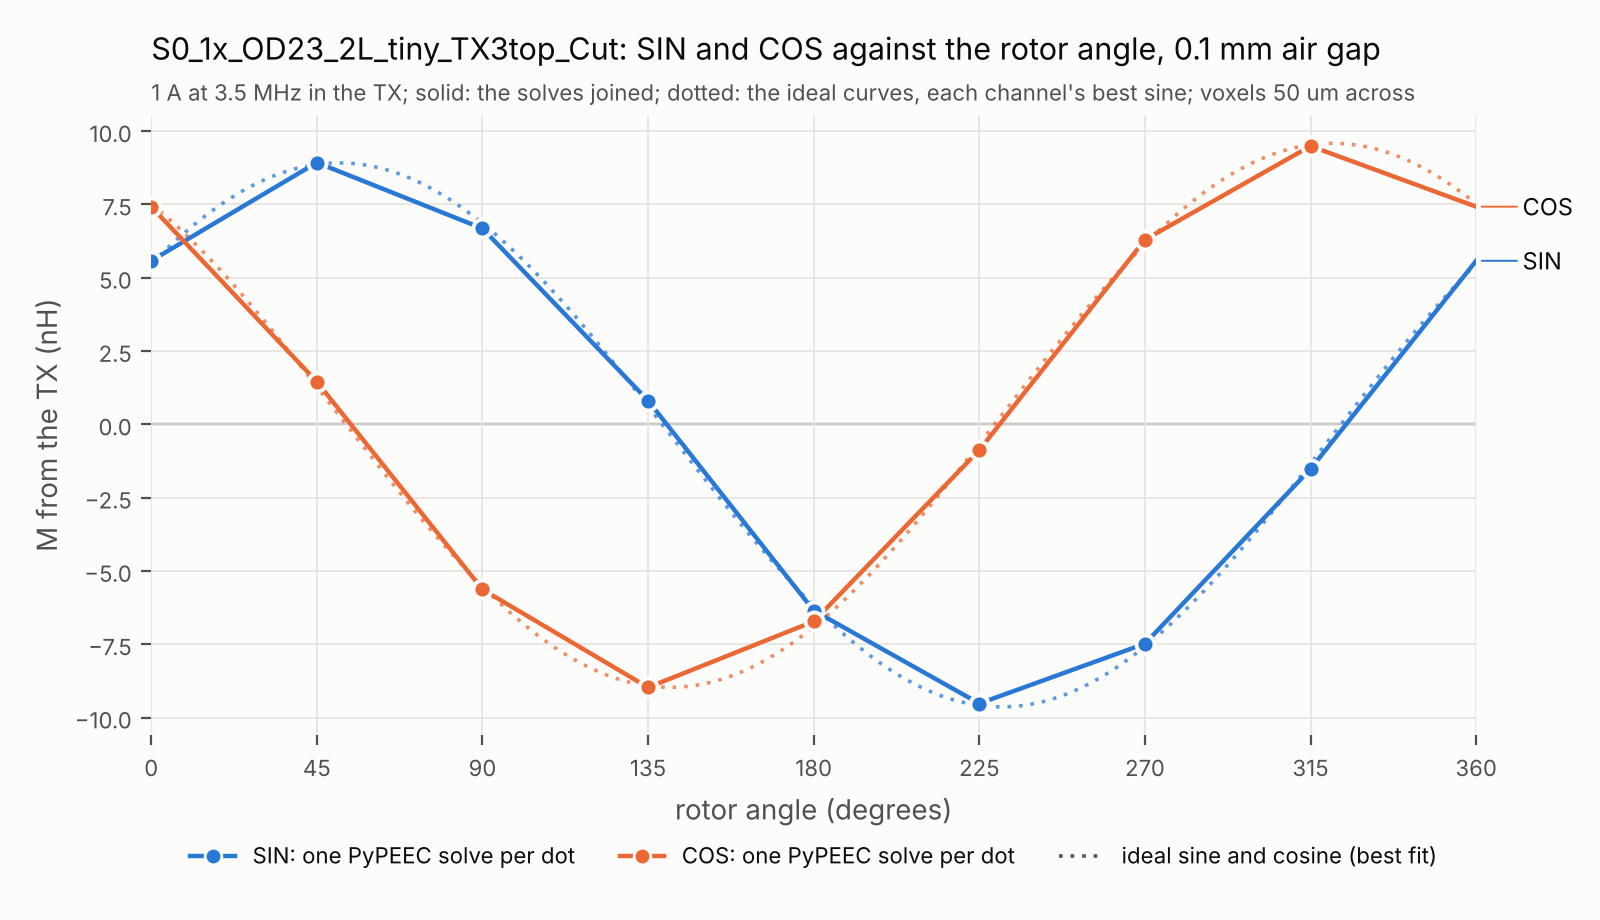 S0_1x_OD23_2L_tiny_TX3top_Cut: SIN and COS against the rotor angle, 0.1 mm air gap
1 A at 3.5 MHz in the TX; solid: the solves joined; dotted: the ideal curves, each channel's best sine; voxels 50 um across
M from the TX (nH)
10.0
7.5
5.0
2.5
0.0
−2.5
−5.0
−7.5
−10.0
COS
SIN
0 45 90 135 180 225 270 315 360
rotor angle (degrees)
SIN: one PyPEEC solve per dot COS: one PyPEEC solve per dot ideal sine and cosine (best fit)